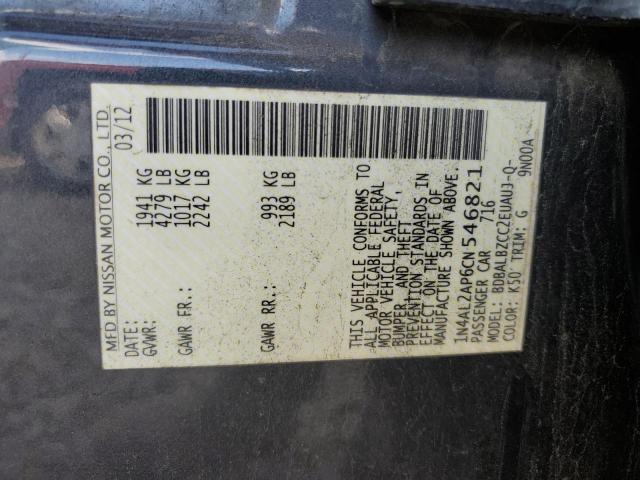 MFD BY NISSAN MOTOR CO., LTD.
DATE: 03/12
GVWR: 1941 KG
4279 LB
GAWR FR: 1017 KG
2242 LB
GAWR RR: 993 KG
2189 LB
THIS VEHICLE CONFORMS TO
ALL APPLICABLE FEDERAL
MOTOR VEHICLE SAFETY,
BUMPER, AND THEFT
PREVENTION STANDARDS IN
EFFECT ON THE DATE OF
MANUFACTURE SHOWN ABOVE.
1N4AL2AP6CN546821
PASSENGER CAR 716
MODEL: BDBALBZCCZEUAUJ-Q-
COLOR: K50 TRIM: G 9N00A